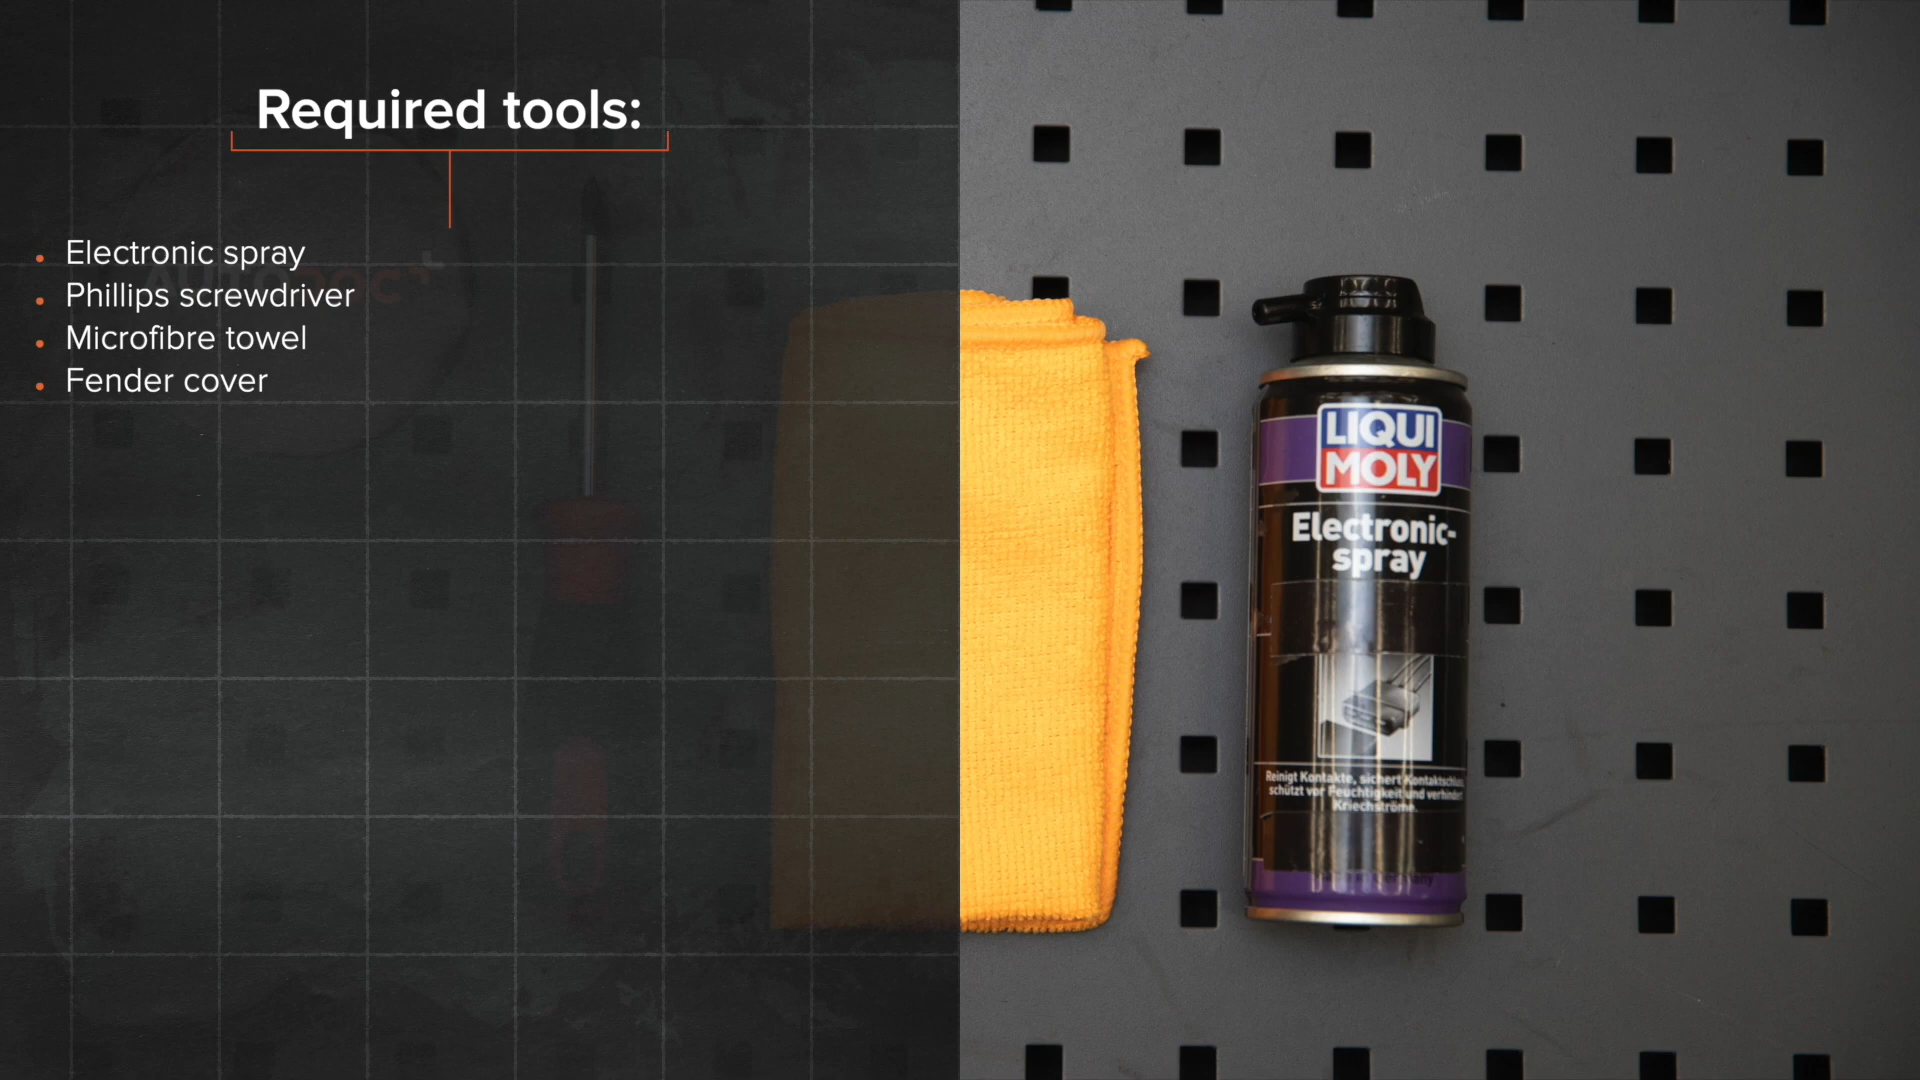 Required tools:
Electronic spray
Phillips screwdriver
Microfibre towel
Fender cover
LIQUI
MOLY
Electronic-
spray
Reinigt Kontakte, sichert
schützt vor Feuchtigkeit und verhindert
Kriechströme.